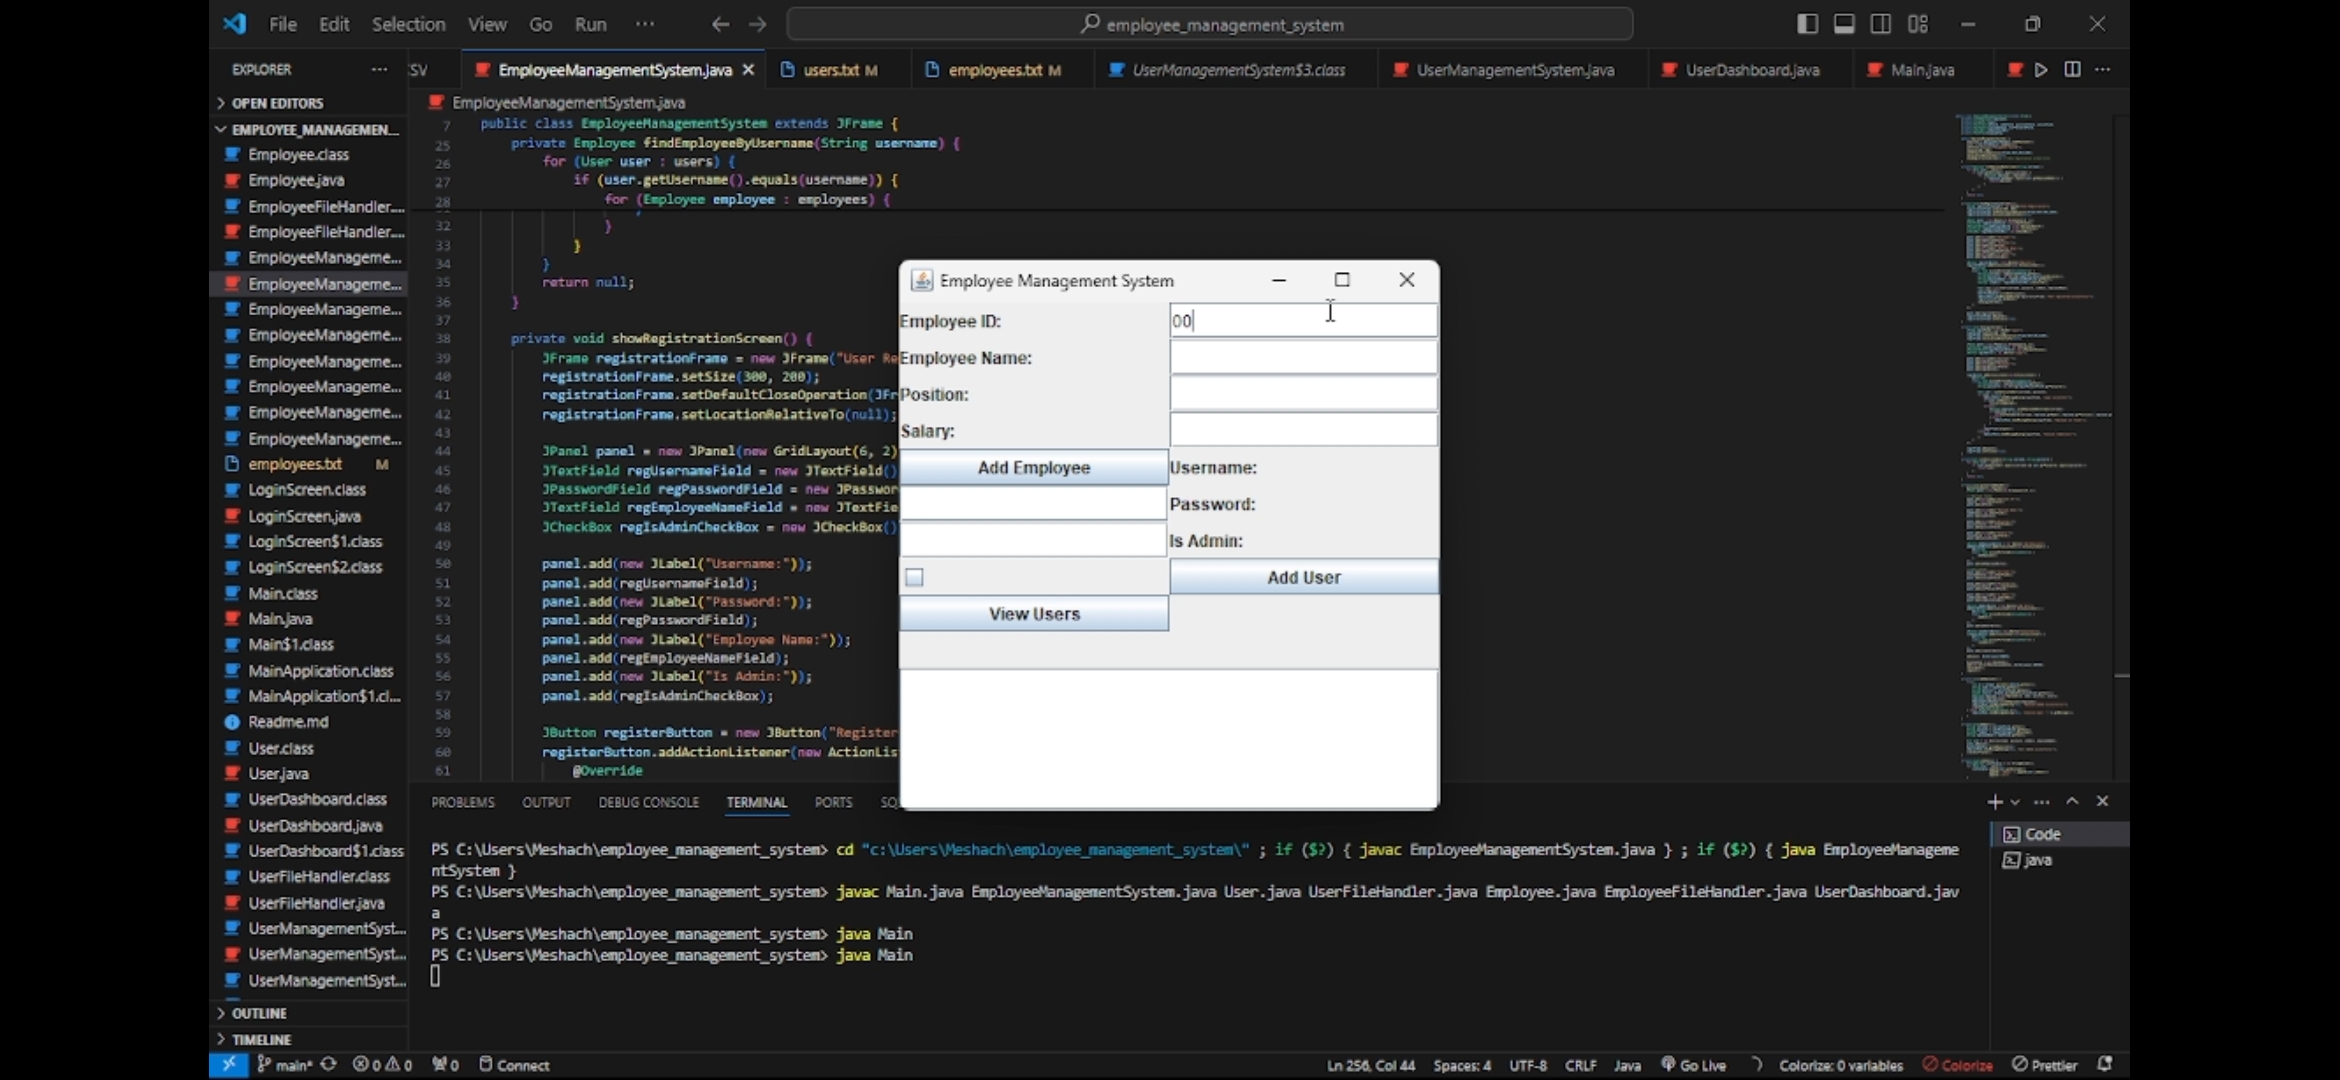 File Edit Selection View Go Run ··· employee_management_system
EXPLORER ···
SV EmployeeManagementSystem.java users.txt M employees.txt M UserManagementSystem$3.class UserManagementSystem.java UserDashboard.java Main.java ···
OPEN EDITORS
EMPLOYEE_MANAGEMEN...
Employee.class
Employee.java
EmployeeFileHandler....
EmployeeFileHandler....
EmployeeManageme...
EmployeeManageme...
EmployeeManageme...
EmployeeManageme...
EmployeeManageme...
EmployeeManageme...
EmployeeManageme...
EmployeeManageme...
employees.txt M
LoginScreen.class
LoginScreen.java
LoginScreen$1.class
LoginScreen$2.class
Main.class
Main.java
Main$1.class
MainApplication.class
MainApplication$1.cl...
Readme.md
User.class
User.java
UserDashboard.class
UserDashboard.java
UserDashboard$1.class
UserFileHandler.class
UserFileHandler.java
UserManagementSyst...
UserManagementSyst...
UserManagementSyst...
OUTLINE
TIMELINE
EmployeeManagementSystem.java
7 public class EmployeeManagementSystem extends JFrame {
25 private Employee findEmployeeByUsername(String username) {
26 for (User user : users) {
27 if (user.getUsername().equals(username)) {
28 for (Employee employee : employees) {
32 }
33 }
34 }
35 return null;
36 }
37
38 private void showRegistrationScreen() {
39 JFrame registrationFrame = new JFrame("User Re
40 registrationFrame.setSize(300, 200);
41 registrationFrame.setDefaultCloseOperation(JFr
42 registrationFrame.setLocationRelativeTo(null);
43
44 JPanel panel = new JPanel(new GridLayout(6, 2)
45 JTextField regUsernameField = new JTextField()
46 JPasswordField regPasswordField = new JPasswor
47 JTextField regEmployeeNameField = new JTextFie
48 JCheckBox regIsAdminCheckBox = new JCheckBox()
49
50 panel.add(new JLabel("Username:"));
51 panel.add(regUsernameField);
52 panel.add(new JLabel("Password:"));
53 panel.add(regPasswordField);
54 panel.add(new JLabel("Employee Name:"));
55 panel.add(regEmployeeNameField);
56 panel.add(new JLabel("Is Admin:"));
57 panel.add(regIsAdminCheckBox);
58
59 JButton registerButton = new JButton("Register
60 registerButton.addActionListener(new ActionLis
61 @Override
Employee Management System
Employee ID: 00
Employee Name:
Position:
Salary:
Add Employee Username:
Password:
Is Admin:
Add User
View Users
PROBLEMS OUTPUT DEBUG CONSOLE TERMINAL PORTS SQ
PS C:\Users\Meshach\employee_management_system> cd "c:\Users\Meshach\employee_management_system\" ; if ($?) { javac EmployeeManagementSystem.java } ; if ($?) { java EmployeeManageme
ntSystem }
PS C:\Users\Meshach\employee_management_system> javac Main.java EmployeeManagementSystem.java User.java UserFileHandler.java Employee.java EmployeeFileHandler.java UserDashboard.jav
a
PS C:\Users\Meshach\employee_management_system> java Main
PS C:\Users\Meshach\employee_management_system> java Main
Code
java
main* 0 0 0 Connect Ln 256, Col 44 Spaces: 4 UTF-8 CRLF Java Go Live Colorize: 0 variables Colorize Prettier